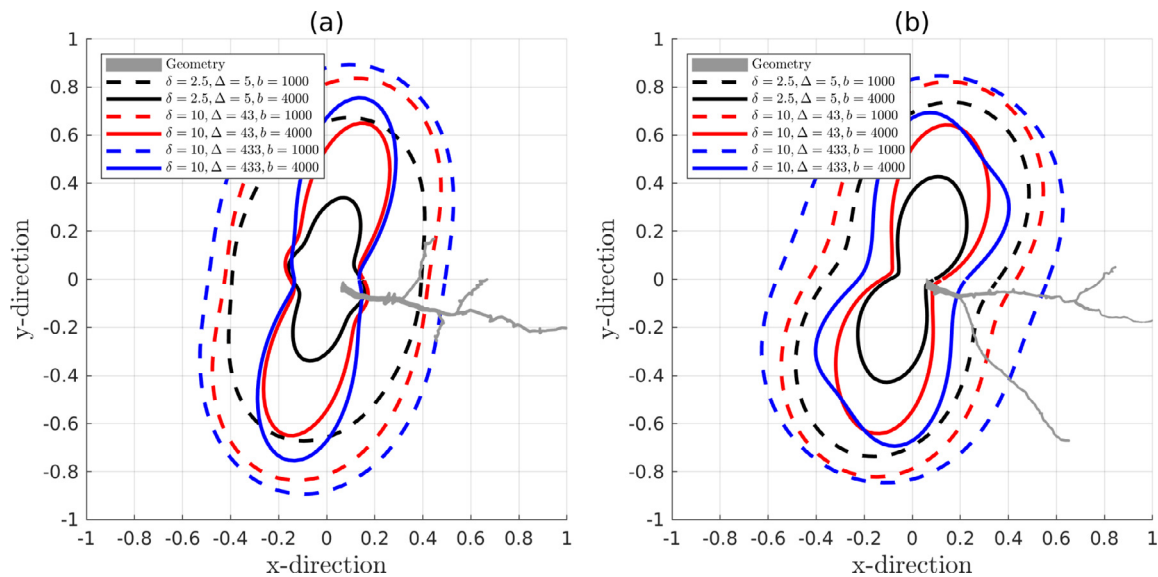 (a)
1
0.8
0.6
0.4
0.2
0
-0.2
-0.4
-0.6
-0.8
-1
y-direction
Geometry
δ = 2.5, Δ = 5, b = 1000
δ = 2.5, Δ = 5, b = 4000
δ = 10, Δ = 43, b = 1000
δ = 10, Δ = 43, b = 4000
δ = 10, Δ = 433, b = 1000
δ = 10, Δ = 433, b = 4000
-1 -0.8 -0.6 -0.4 -0.2 0 0.2 0.4 0.6 0.8 1
x-direction
(b)
1
0.8
0.6
0.4
0.2
0
-0.2
-0.4
-0.6
-0.8
-1
y-direction
Geometry
δ = 2.5, Δ = 5, b = 1000
δ = 2.5, Δ = 5, b = 4000
δ = 10, Δ = 43, b = 1000
δ = 10, Δ = 43, b = 4000
δ = 10, Δ = 433, b = 1000
δ = 10, Δ = 433, b = 4000
-1 -0.8 -0.6 -0.4 -0.2 0 0.2 0.4 0.6 0.8 1
x-direction